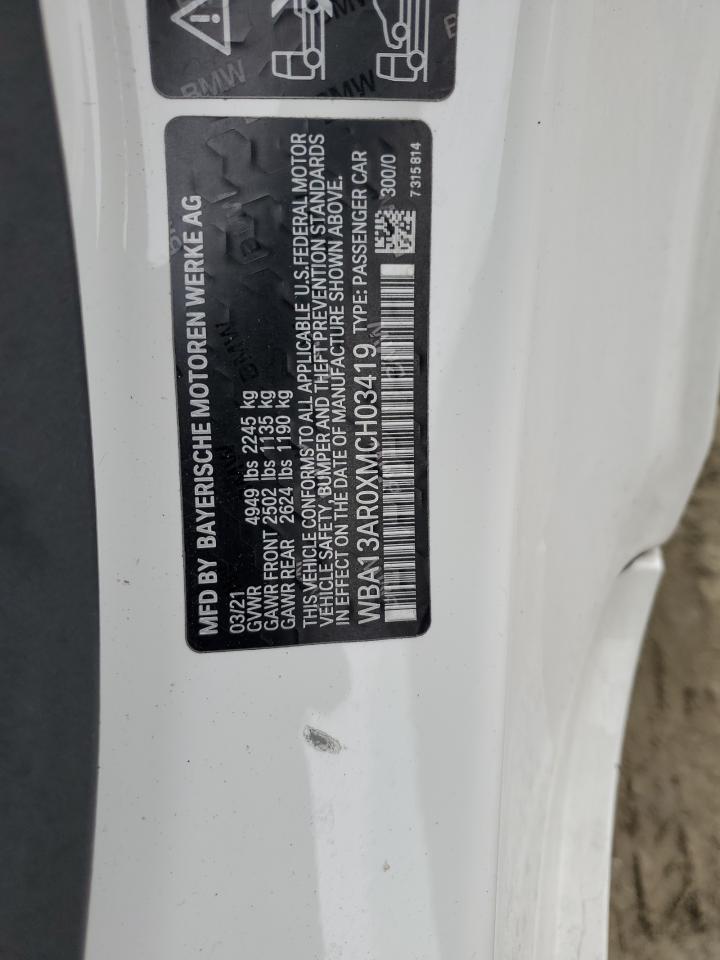 BMW
BMW
MFD BY BAYERISCHE MOTOREN WERKE AG
03/21
GVWR 4949 lbs 2245 kg
GAWR FRONT 2502 lbs 1135 kg
GAWR REAR 2624 lbs 1190 kg
THIS VEHICLE CONFORMS TO ALL APPLICABLE U.S.FEDERAL MOTOR
VEHICLE SAFETY, BUMPER AND THEFT PREVENTION STANDARDS
IN EFFECT ON THE DATE OF MANUFACTURE SHOWN ABOVE.
WBA13AR0XMCH03419 TYPE: PASSENGER CAR
300/0
7315814